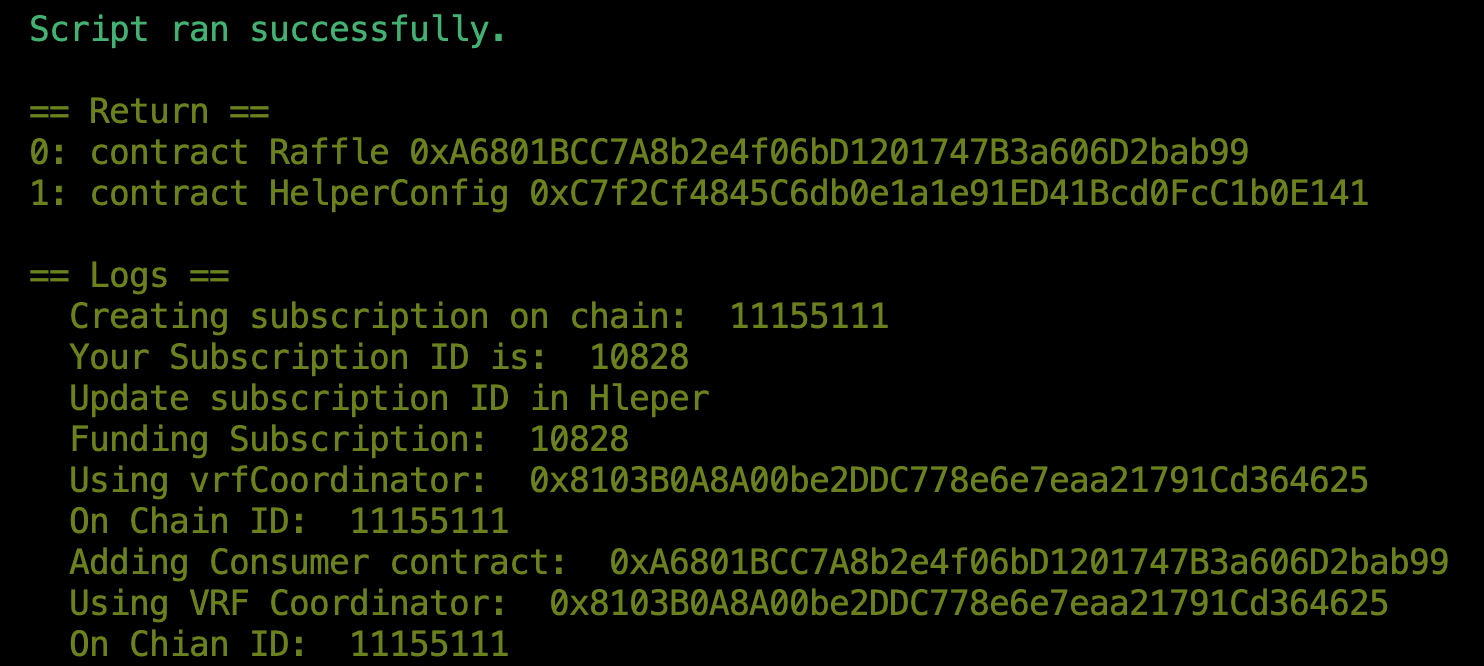 Script ran successfully.
== Return ==
0: contract Raffle 0xA6801BCC7A8b2e4f06bD1201747B3a606D2bab99
1: contract HelperConfig 0xC7f2Cf4845C6db0e1a1e91ED41Bcd0FcC1b0E141
== Logs ==
Creating subscription on chain:  11155111
Your Subscription ID is:  10828
Update subscription ID in Hleper
Funding Subscription:  10828
Using vrfCoordinator:  0x8103B0A8A00be2DDC778e6e7eaa21791Cd364625
On Chain ID:  11155111
Adding Consumer contract:  0xA6801BCC7A8b2e4f06bD1201747B3a606D2bab99
Using VRF Coordinator:  0x8103B0A8A00be2DDC778e6e7eaa21791Cd364625
On Chian ID:  11155111